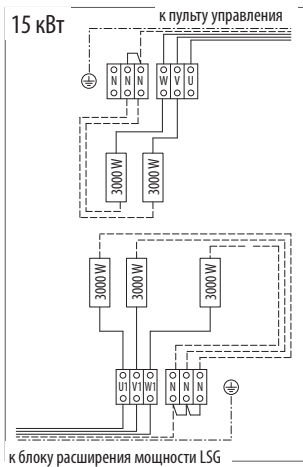 к пульту управления
15 кВт
N N N W V U
3000 W 3000 W
3000 W 3000 W 3000 W
U1 V1 W1 N N N
к блоку расширения мощности LSG